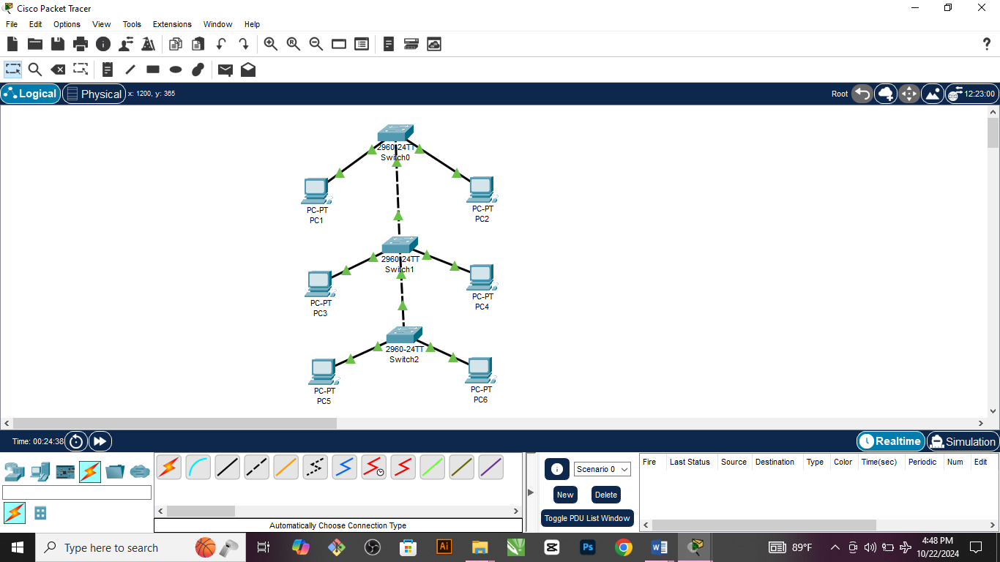 Cisco Packet Tracer
File Edit Options View Tools Extensions Window Help
Logical Physical x: 1200, y: 365 Root 12:23:00
2960-24TT
Switch0
PC-PT
PC1
PC-PT
PC2
2960-24TT
Switch1
PC-PT
PC3
PC-PT
PC4
2960-24TT
Switch2
PC-PT
PC5
PC-PT
PC6
Time: 00:24:38 Realtime Simulation
Scenario 0
New Delete
Toggle PDU List Window
Fire Last Status Source Destination Type Color Time(sec) Periodic Num Edit
Automatically Choose Connection Type
Type here to search
Ai
Ps
89°F
4:48 PM
10/22/2024